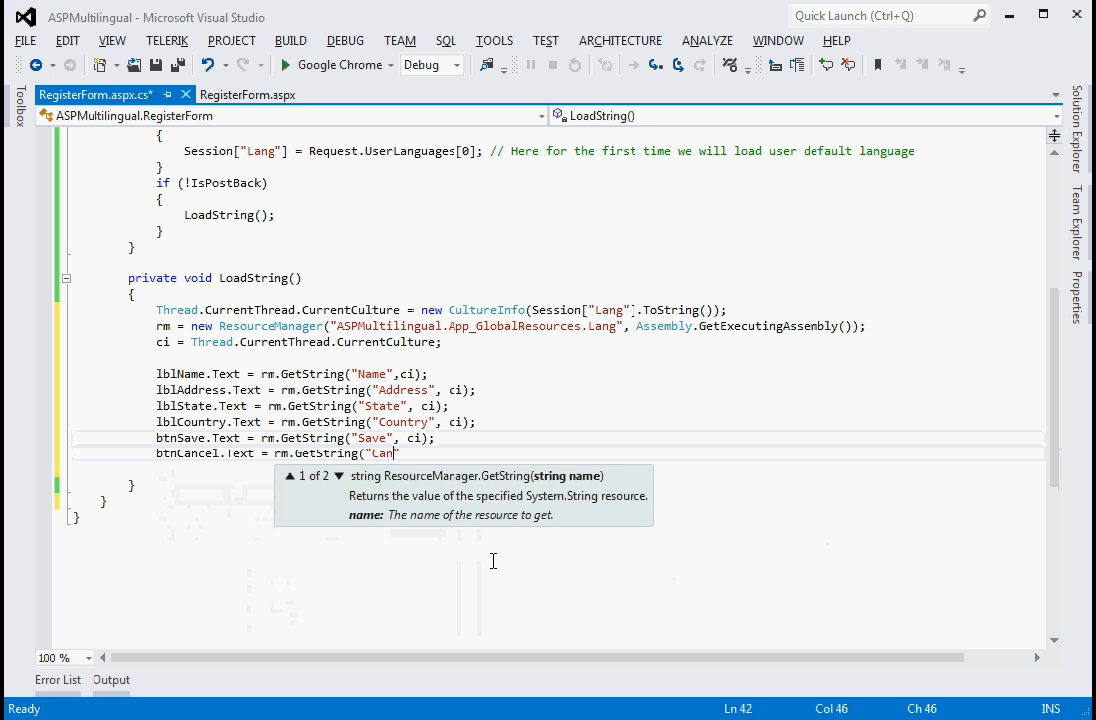 ASPMultilingual - Microsoft Visual Studio
Quick Launch (Ctrl+Q)
FILE EDIT VIEW TELERIK PROJECT BUILD DEBUG TEAM SQL TOOLS TEST ARCHITECTURE ANALYZE WINDOW HELP
Google Chrome Debug
RegisterForm.aspx.cs* RegisterForm.aspx
ASPMultilingual.RegisterForm LoadString()
Toolbox
Solution Explorer
Team Explorer
Properties
{
Session["Lang"] = Request.UserLanguages[0]; // Here for the first time we will load user default language
}
if (!IsPostBack)
{
LoadString();
}
}
private void LoadString()
{
Thread.CurrentThread.CurrentCulture = new CultureInfo(Session["Lang"].ToString());
rm = new ResourceManager("ASPMultilingual.App_GlobalResources.Lang", Assembly.GetExecutingAssembly());
ci = Thread.CurrentThread.CurrentCulture;
lblName.Text = rm.GetString("Name",ci);
lblAddress.Text = rm.GetString("Address", ci);
lblState.Text = rm.GetString("State", ci);
lblCountry.Text = rm.GetString("Country", ci);
btnSave.Text = rm.GetString("Save", ci);
btnCancel.Text = rm.GetString("Can"
▲ 1 of 2 ▼ string ResourceManager.GetString(string name)
Returns the value of the specified System.String resource.
name: The name of the resource to get.
}
}
}
100 %
Error List Output
Ready Ln 42 Col 46 Ch 46 INS